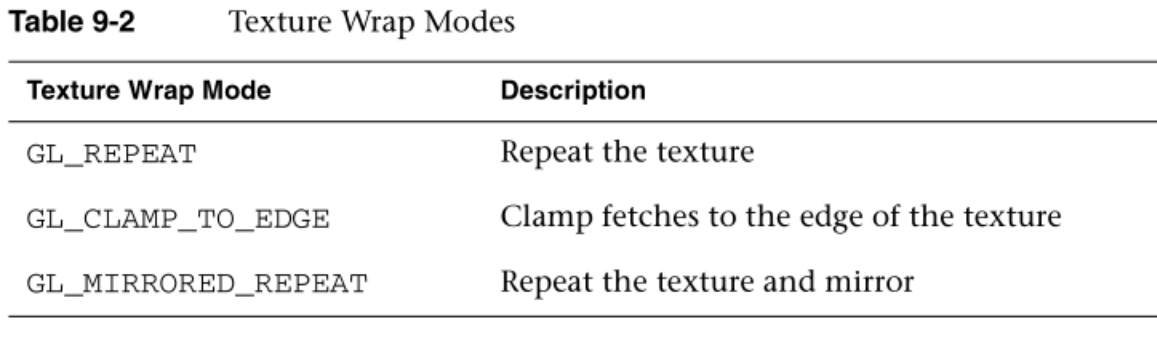 Table 9-2 Texture Wrap Modes
Texture Wrap Mode Description
GL_REPEAT Repeat the texture
GL_CLAMP_TO_EDGE Clamp fetches to the edge of the texture
GL_MIRRORED_REPEAT Repeat the texture and mirror